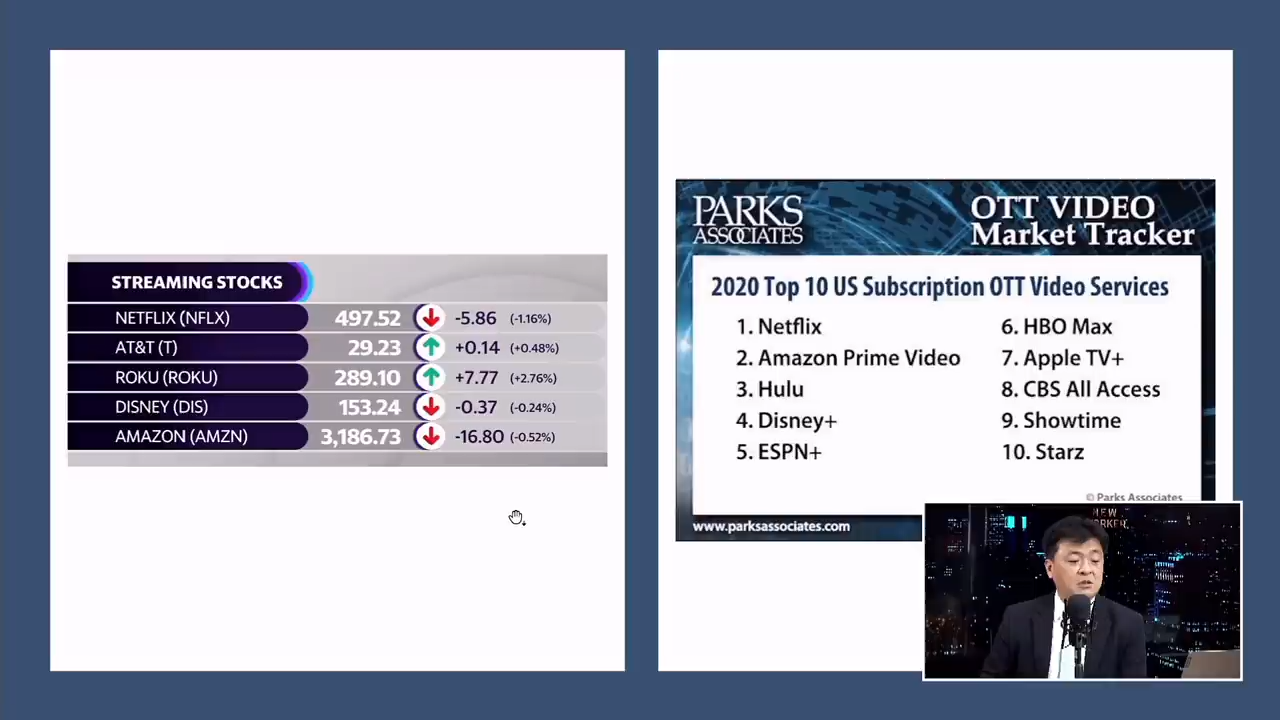 STREAMING STOCKS
NETFLIX (NFLX) 497.52 -5.86 (-1.16%)
AT&T (T) 29.23 +0.14 (+0.48%)
ROKU (ROKU) 289.10 +7.77 (+2.76%)
DISNEY (DIS) 153.24 -0.37 (-0.24%)
AMAZON (AMZN) 3,186.73 -16.80 (-0.52%)
PARKS
ASSOCIATES
OTT VIDEO
Market Tracker
2020 Top 10 US Subscription OTT Video Services
1. Netflix
2. Amazon Prime Video
3. Hulu
4. Disney+
5. ESPN+
6. HBO Max
7. Apple TV+
8. CBS All Access
9. Showtime
10. Starz
© Parks Associates
www.parksassociates.com
NEW